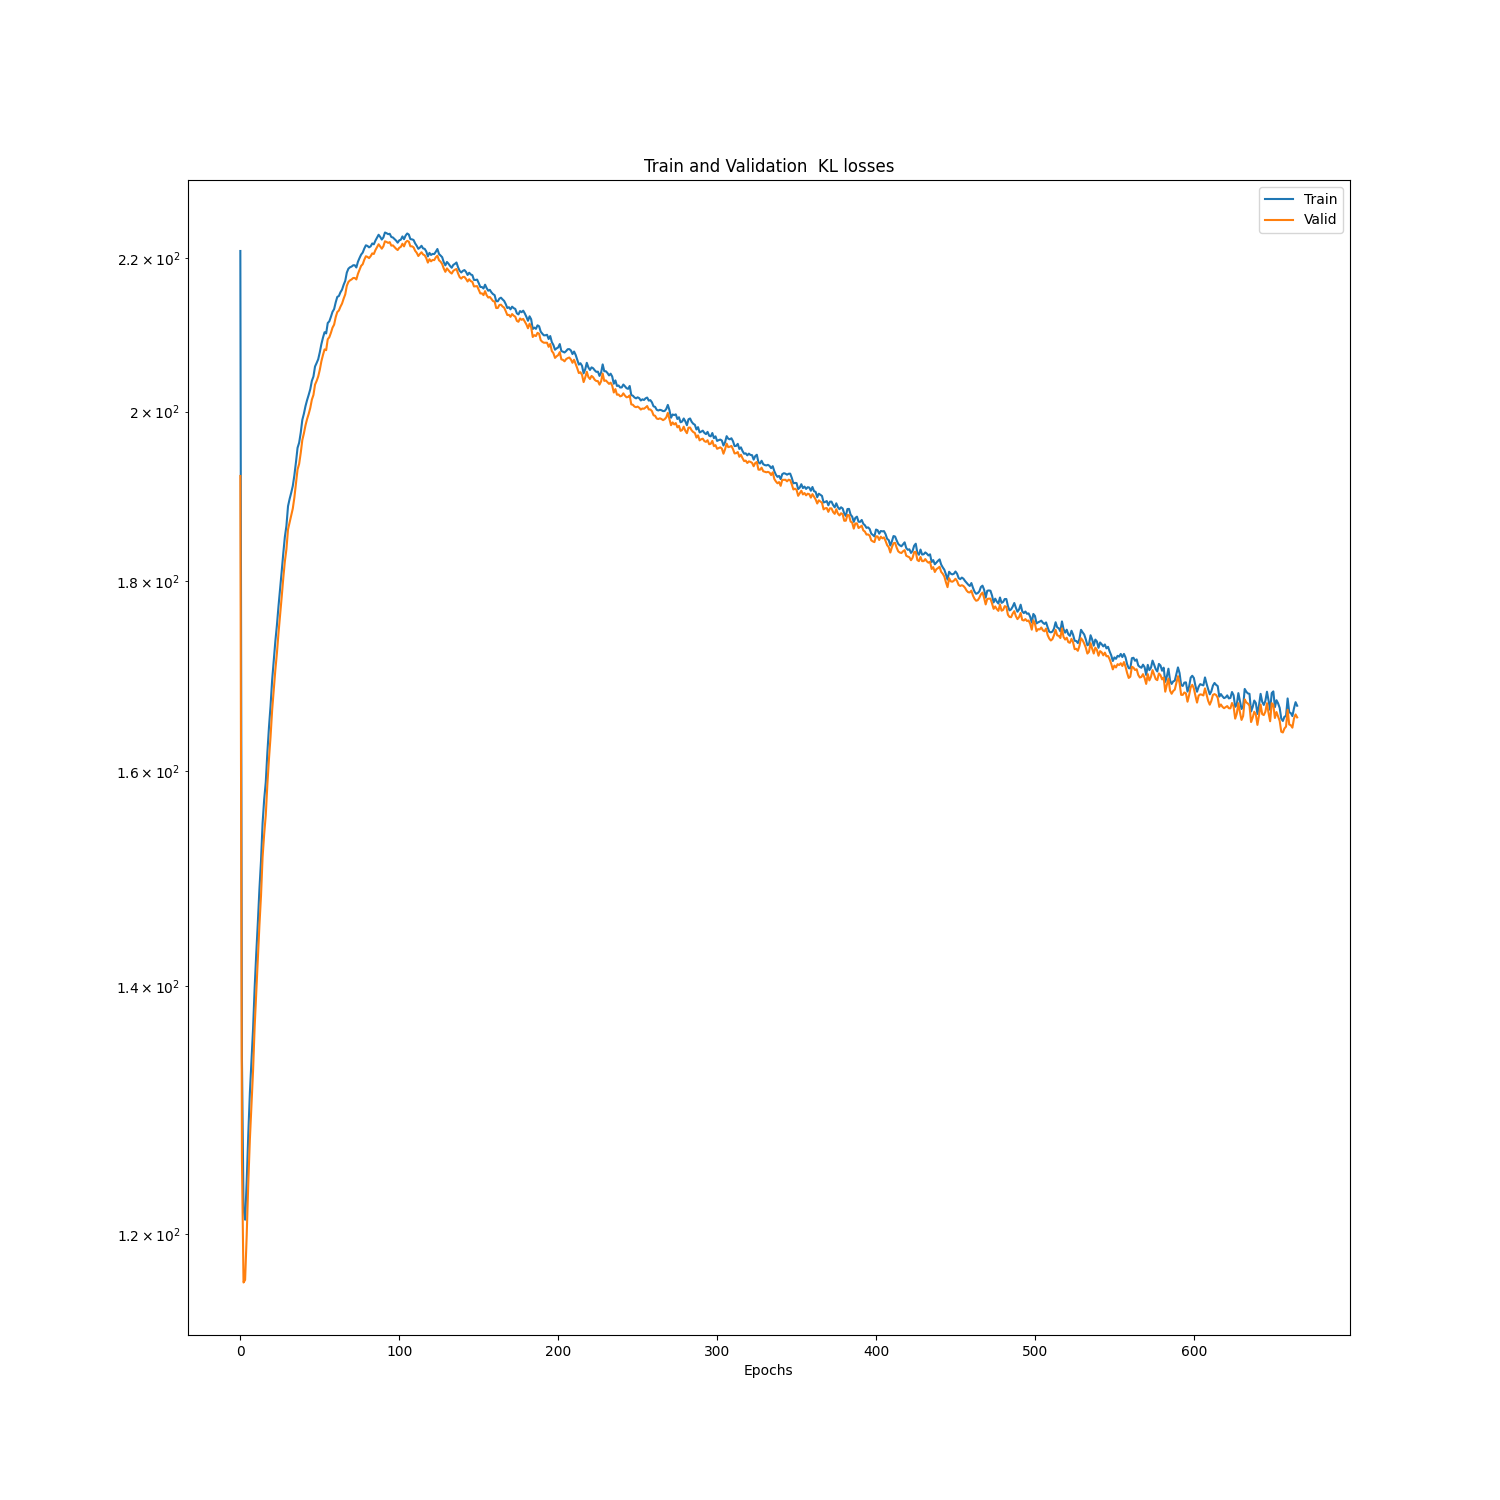 Train and Validation  KL losses
Train
Valid
2.2 × 10²
2 × 10²
1.8 × 10²
1.6 × 10²
1.4 × 10²
1.2 × 10²
0 100 200 300 400 500 600
Epochs